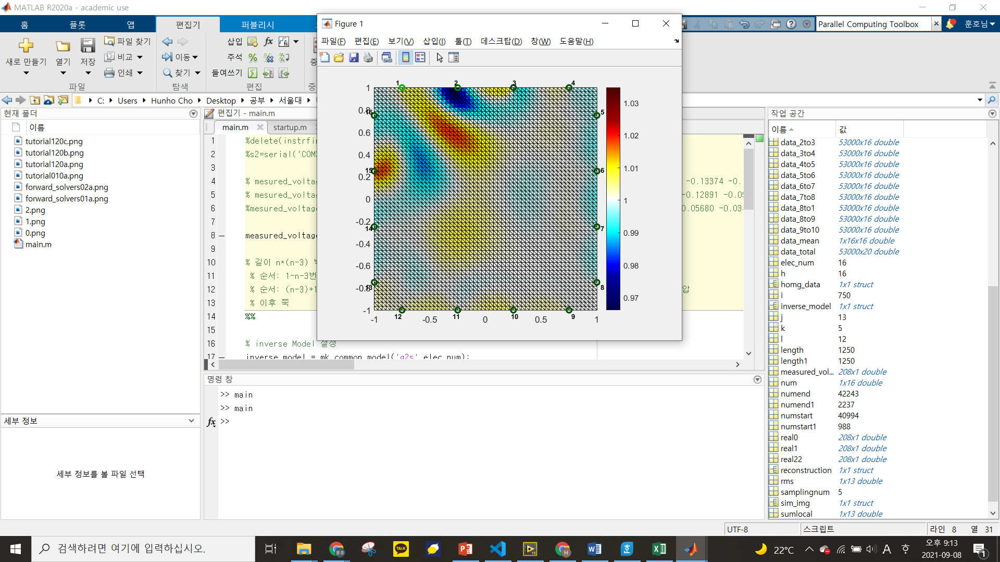 MATLAB R2020a - academic use
홈 플롯 앱 편집기 퍼블리시
Parallel Computing Toolbox 훈호님
새로 만들기 열기 저장 파일 찾기 비교 인쇄
이동 찾기
삽입 fx
주석
들여쓰기
파일 탐색 편집 중
C: Users Hunho Cho Desktop 공부 서울대
현재 폴더
이름
tutorial120c.png
tutorial120b.png
tutorial120a.png
tutorial010a.png
forward_solvers02a.png
forward_solvers01a.png
2.png
1.png
0.png
main.m
세부 정보
세부 정보를 볼 파일 선택
편집기 - main.m
main.m startup.m
1 %delete(instrfin
2 %s2=serial('COM
3
4 % mesured_voltag -0.13374 -0.
5 % mesured_voltag -0.12891 -0.0
6 %mesured_voltage 0.05680 -0.03
7
8 measured_voltage
9
10 % 길이 n*(n-3)
11 % 순서: 1~n-3번
12 % 순서: (n-3)+1 압
13 % 이후 쭉
14 %%
15
16 % inverse Model 설정
17 inverse_model = mk_common_model('g2s',elec_num);
Figure 1
파일(F) 편집(E) 보기(V) 삽입(I) 툴(T) 데스크탑(D) 창(W) 도움말(H)
1 2 3 4
5 6 7 8
9 10 11 12
13 14 15 16
1
0.8
0.6
0.4
0.2
0
-0.2
-0.4
-0.6
-0.8
-1
-1 -0.5 0 0.5 1
1.03
1.02
1.01
1
0.99
0.98
0.97
명령 창
>> main
>> main
fx >>
작업 공간
이름 값
data_2to3 53000x16 double
data_3to4 53000x16 double
data_4to5 53000x16 double
data_5to6 53000x16 double
data_6to7 53000x16 double
data_7to8 53000x16 double
data_8to1 53000x16 double
data_8to9 53000x16 double
data_9to10 53000x16 double
data_mean 1x16x16 double
data_total 53000x20 double
elec_num 16
h 16
homg_data 1x1 struct
i 750
inverse_model 1x1 struct
j 13
k 5
l 12
length 1250
length1 1250
measured_vol... 208x1 double
num 1x16 double
numend 42243
numend1 2237
numstart 40994
numstart1 988
real0 208x1 double
real1 208x1 double
real22 208x1 double
reconstruction 1x1 struct
rms 1x13 double
samplingnum 5
sim_img 1x1 struct
sumlocal 1x13 double
UTF-8 스크립트 라인 8 열 31
검색하려면 여기에 입력하십시오.
TALK
22°C A 한 오후 9:13
2021-09-08
1